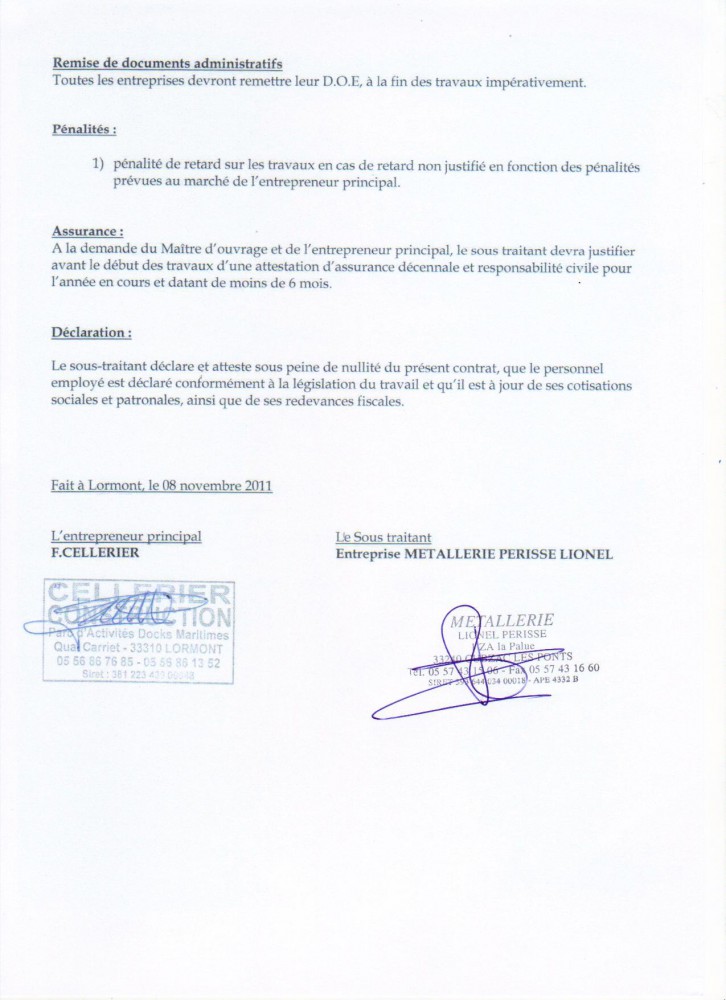 Remise de documents administratifs
Toutes les entreprises devront remettre leur D.O.E, à la fin des travaux impérativement.
Pénalités :
1) pénalité de retard sur les travaux en cas de retard non justifié en fonction des pénalités
prévues au marché de l'entrepreneur principal.
Assurance :
A la demande du Maître d'ouvrage et de l'entrepreneur principal, le sous traitant devra justifier
avant le début des travaux d'une attestation d'assurance décennale et responsabilité civile pour
l'année en cours et datant de moins de 6 mois.
Déclaration :
Le sous-traitant déclare et atteste sous peine de nullité du présent contrat, que le personnel
employé est déclaré conformément à la législation du travail et qu'il est à jour de ses cotisations
sociales et patronales, ainsi que de ses redevances fiscales.
Fait à Lormont, le 08 novembre 2011
L'entrepreneur principal
F.CELLERIER
CELLERIER
CONSTRUCTION
Parc d'Activités Docks Maritimes
Quai Carriet - 33310 LORMONT
05 56 86 76 85 - 05 56 86 13 52
Siret : 381 223
Le Sous traitant
Entreprise METALLERIE PERISSE LIONEL
METALLERIE
LIONEL PERISSE
ZA la Palue
LES PONTS
Tél. 05 57 43 15 06 - Fax 05 57 43 16 60
SIRET 00018 - APE 4332 B